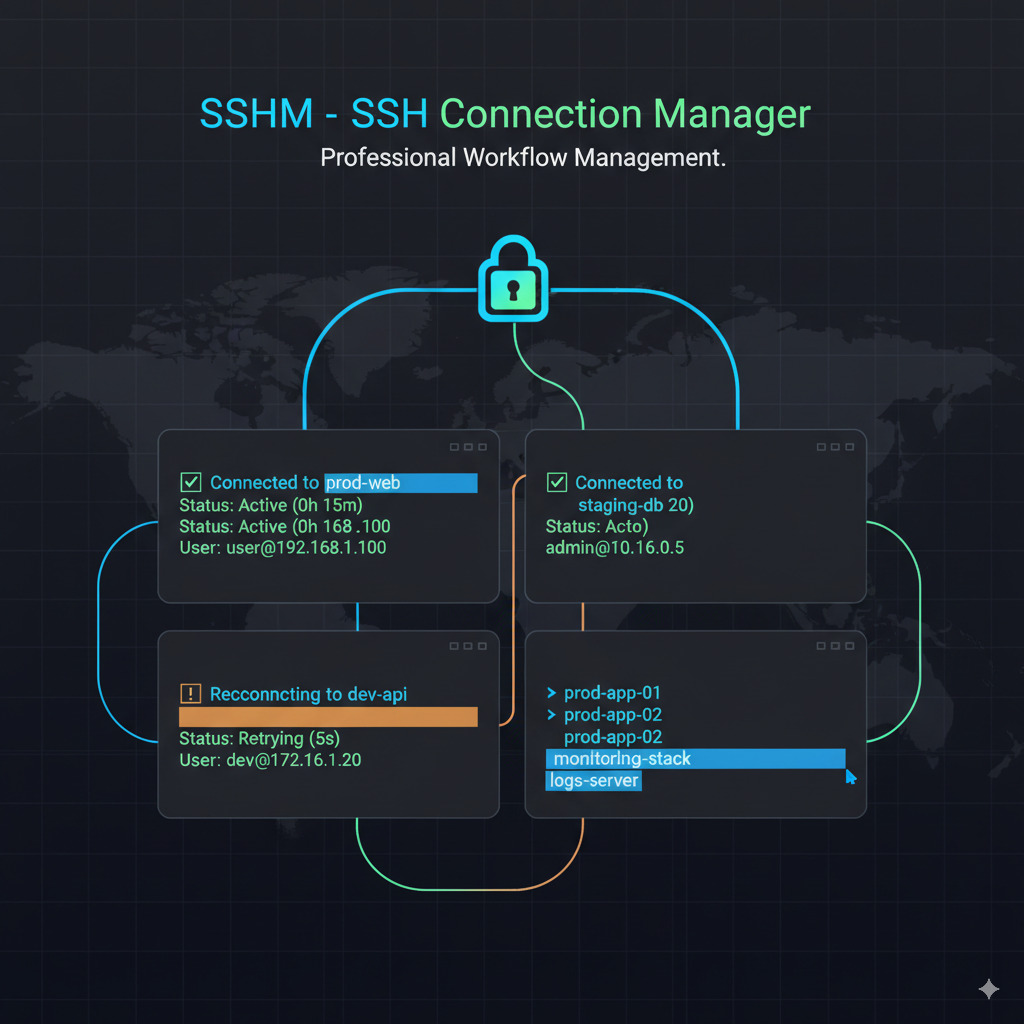 SSHM - SSH Connection Manager
Professional Workflow Management.
Connected to prod-web
Status: Active (0h 15m)
Status: Active (0h 168.100
User: user@192.168.1.100
Connected to
staging-db 20)
Status: Acto)
admin@10.16.0.5
! Recconncting to dev-api
Status: Retrying (5s)
User: dev@172.16.1.20
> prod-app-01
> prod-app-02
prod-app-02
monitorlng-stack
logs-server